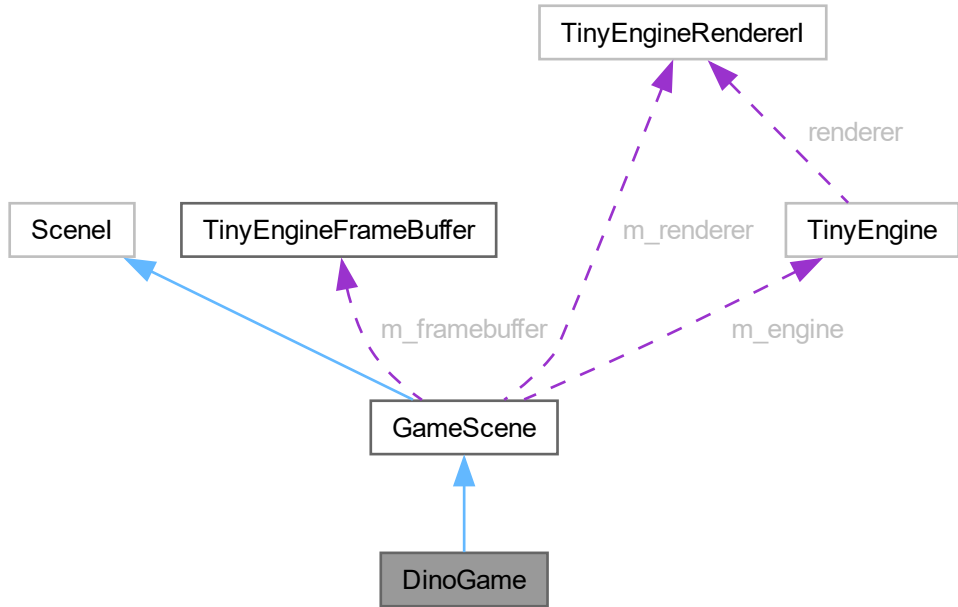 TinyEngineRendererI
renderer
SceneI
TinyEngineFrameBuffer
m_renderer
TinyEngine
m_framebuffer
m_engine
GameScene
DinoGame